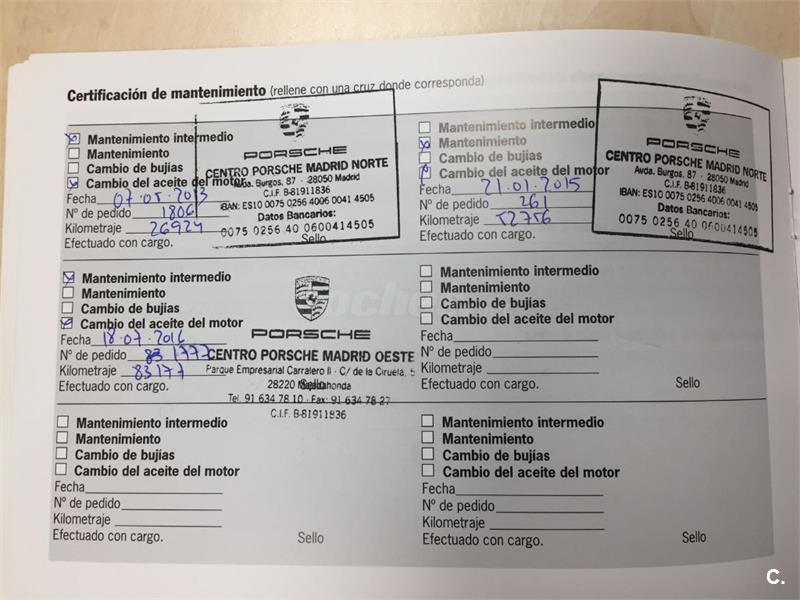 Certificación de mantenimiento (rellene con una cruz donde corresponda)
Mantenimiento intermedio
Mantenimiento
Cambio de bujías
Cambio del aceite del motor
Fecha 07.05.2013
Nº de pedido 1806
Kilometraje 26924
Efectuado con cargo.
Sello
PORSCHE
CENTRO PORSCHE MADRID NORTE
Avda. Burgos, 87 - 28050 Madrid
C.I.F. B-81911836
IBAN: ES10 0075 0256 4006 0041 4505
Datos Bancarios:
0075 0256 40 0600414505
Mantenimiento intermedio
Mantenimiento
Cambio de bujías
Cambio del aceite del motor
Fecha 21.01.2015
Nº de pedido 261
Kilometraje 52756
Efectuado con cargo.
Sello
PORSCHE
CENTRO PORSCHE MADRID NORTE
Avda. Burgos, 87 - 28050 Madrid
C.I.F. B-81911836
IBAN: ES10 0075 0256 4006 0041 4505
Datos Bancarios:
0075 0256 40 0600414505
Mantenimiento intermedio
Mantenimiento
Cambio de bujías
Cambio del aceite del motor
Fecha 18.07.2016
Nº de pedido 1777
Kilometraje 83177
Efectuado con cargo.
Sello
PORSCHE
CENTRO PORSCHE MADRID OESTE
Parque Empresarial Carralero II - C/ de la Ciruela, 5
28220 Majadahonda
Tel. 91 634 78 10 - Fax: 91 634 78 27
C.I.F. B-81911836
Mantenimiento intermedio
Mantenimiento
Cambio de bujías
Cambio del aceite del motor
Fecha
Nº de pedido
Kilometraje
Efectuado con cargo.
Sello
Mantenimiento intermedio
Mantenimiento
Cambio de bujías
Cambio del aceite del motor
Fecha
Nº de pedido
Kilometraje
Efectuado con cargo.
Sello
Mantenimiento intermedio
Mantenimiento
Cambio de bujías
Cambio del aceite del motor
Fecha
Nº de pedido
Kilometraje
Efectuado con cargo.
Sello
C.